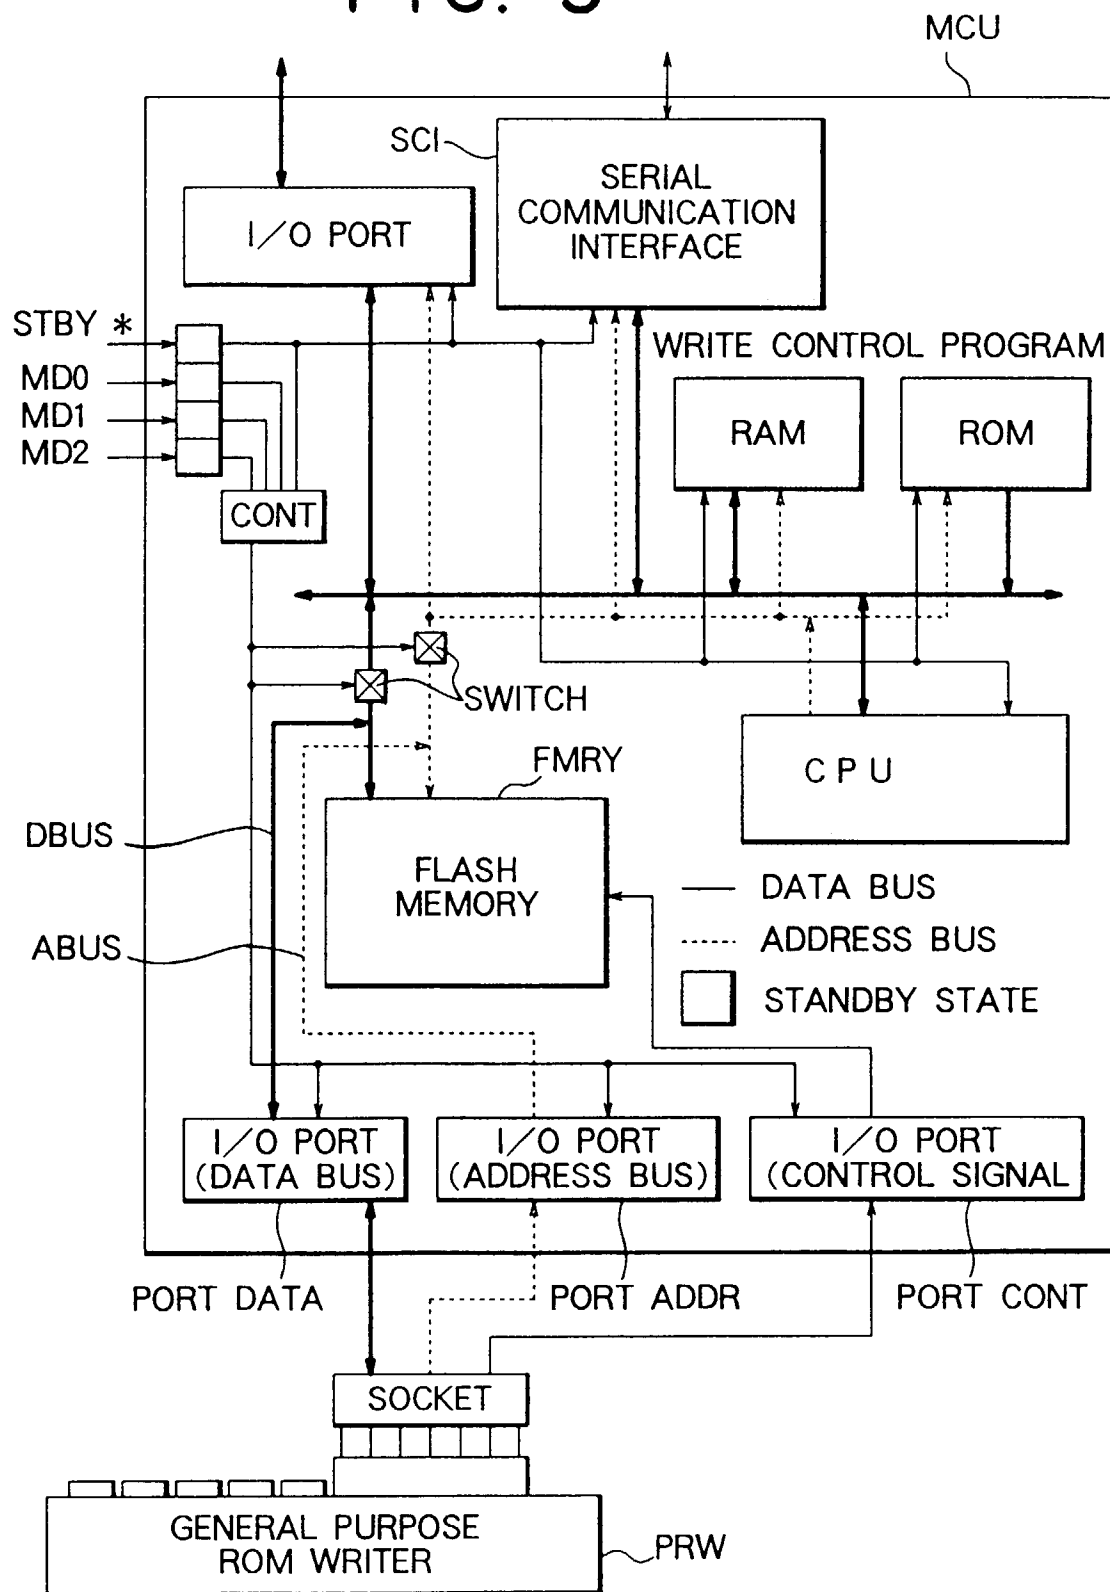 MCU
SCI
SERIAL
COMMUNICATION
INTERFACE
I/O PORT
STBY *
MD0
MD1
MD2
WRITE CONTROL PROGRAM
RAM
ROM
CONT
SWITCH
FMRY
CPU
DBUS
FLASH
MEMORY
DATA BUS
ABUS
ADDRESS BUS
STANDBY STATE
I/O PORT
(DATA BUS)
I/O PORT
(ADDRESS BUS)
I/O PORT
(CONTROL SIGNAL
PORT DATA
PORT ADDR
PORT CONT
SOCKET
GENERAL PURPOSE
ROM WRITER
PRW